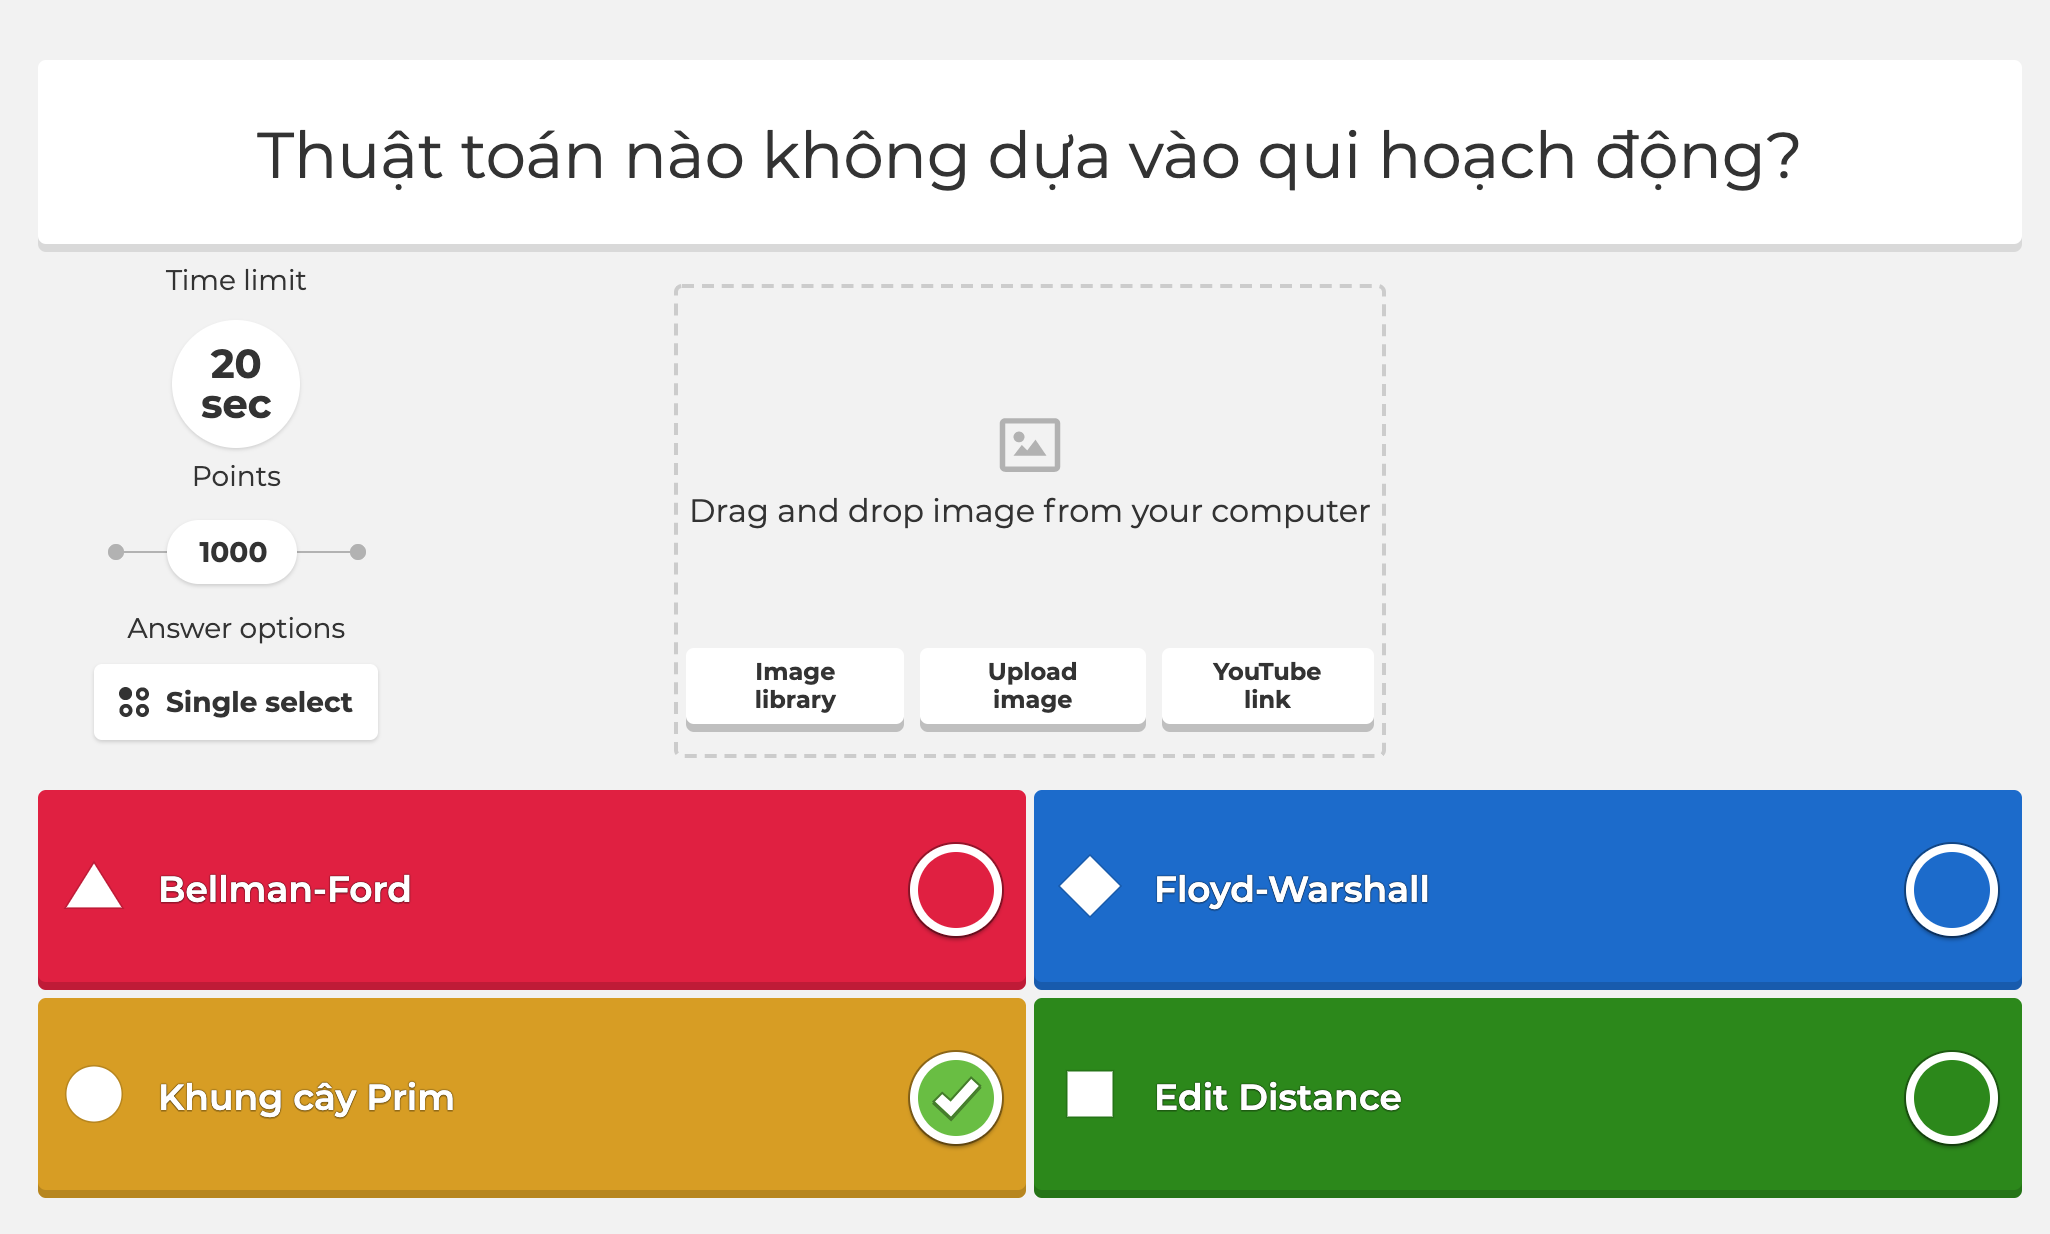 Thuật toán nào không dựa vào qui hoạch động?
Time limit
20
sec
Points
1000
Answer options
Single select
Drag and drop image from your computer
Image
library
Upload
image
YouTube
link
Bellman-Ford
Floyd-Warshall
Khung cây Prim
Edit Distance